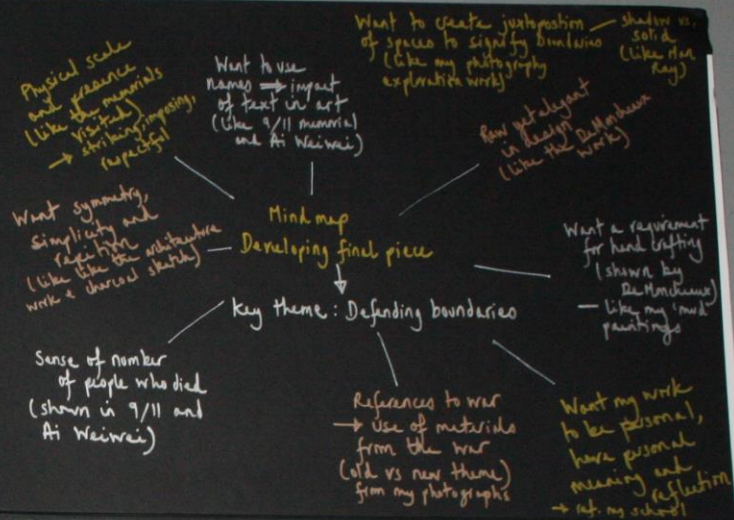 Physical scale
and presence
(like the memorials
visited)
→ striking, imposing,
respectful
Want to use
names ⟹ impact
of text in art
(like 9/11 memorial
and Ai Weiwei)
Want to create juxtaposition — shadow vs.
of spaces to signify boundaries solid
(like my photography (like Man
exploration work) Ray)
Raw yet elegant
in design
(like the DeMonchaux
work)
Want symmetry,
simplicity and
repition
(like like the architecture
work & charcoal sketch)
Mind map
Developing final piece
↓
Key theme: Defending boundaries
Want a requirement
for hand crafting
(shown by
DeMonchaux)
— like my 'mud'
paintings
Sense of number
of people who died
(shown in 9/11 and
Ai Weiwei)
References to war
→ use of materials
from the war
(old vs new theme)
from my photographs
Want my work
to be personal,
have personal
meaning and
reflection
→ ref. my school